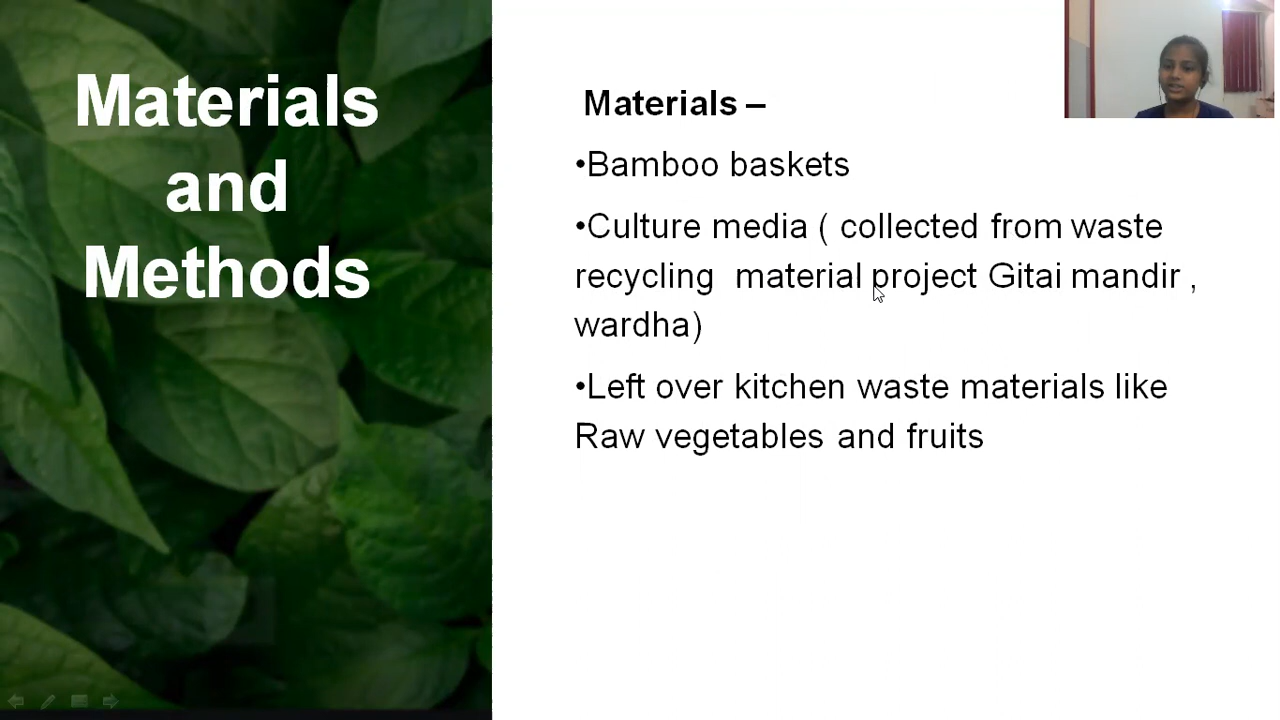 Materials
and
Methods
Materials –
•Bamboo baskets
•Culture media ( collected from waste
recycling  material project Gitai mandir ,
wardha)
•Left over kitchen waste materials like
Raw vegetables and fruits